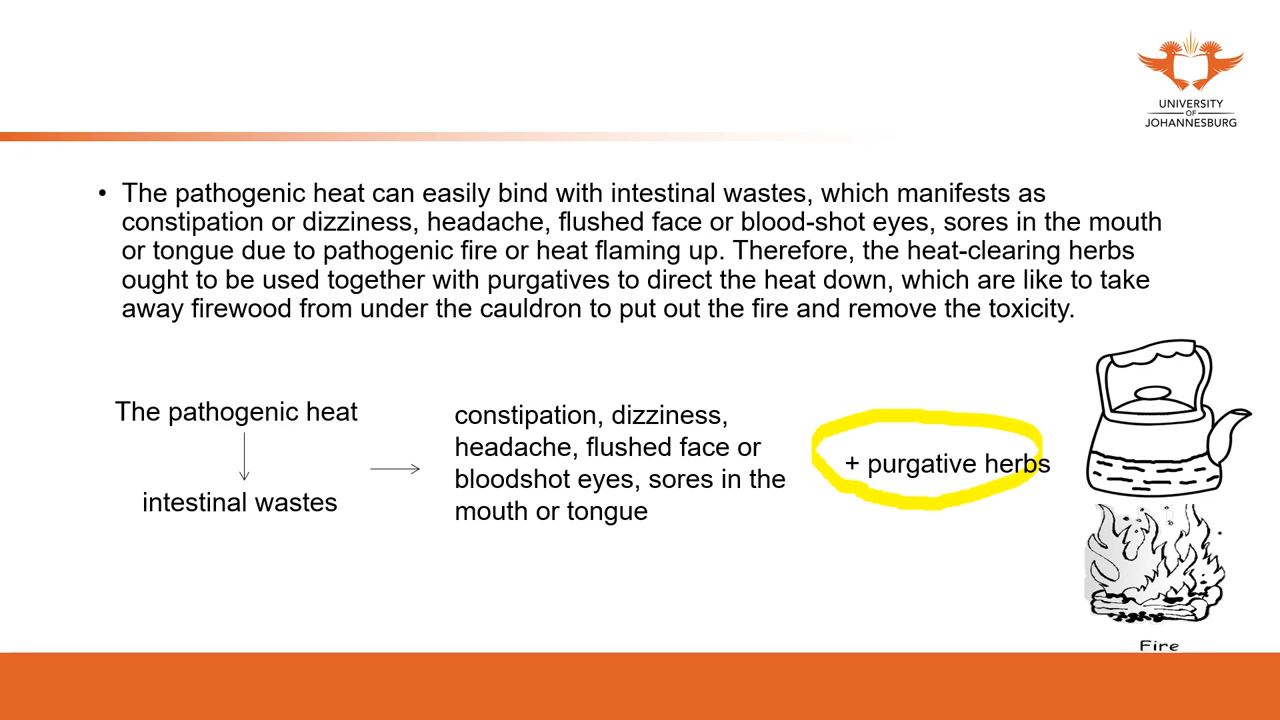 UNIVERSITY
OF
JOHANNESBURG
• The pathogenic heat can easily bind with intestinal wastes, which manifests as
constipation or dizziness, headache, flushed face or blood-shot eyes, sores in the mouth
or tongue due to pathogenic fire or heat flaming up. Therefore, the heat-clearing herbs
ought to be used together with purgatives to direct the heat down, which are like to take
away firewood from under the cauldron to put out the fire and remove the toxicity.
The pathogenic heat
intestinal wastes
constipation, dizziness,
headache, flushed face or
bloodshot eyes, sores in the
mouth or tongue
+ purgative herbs
Fire